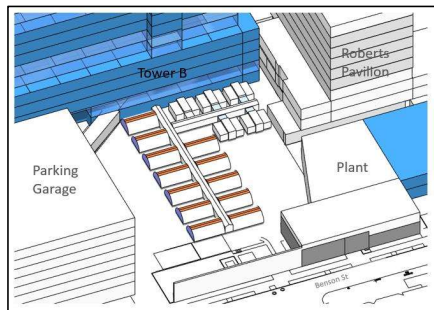 Tower B
Roberts
Pavilion
Parking
Garage
Plant
Benson St